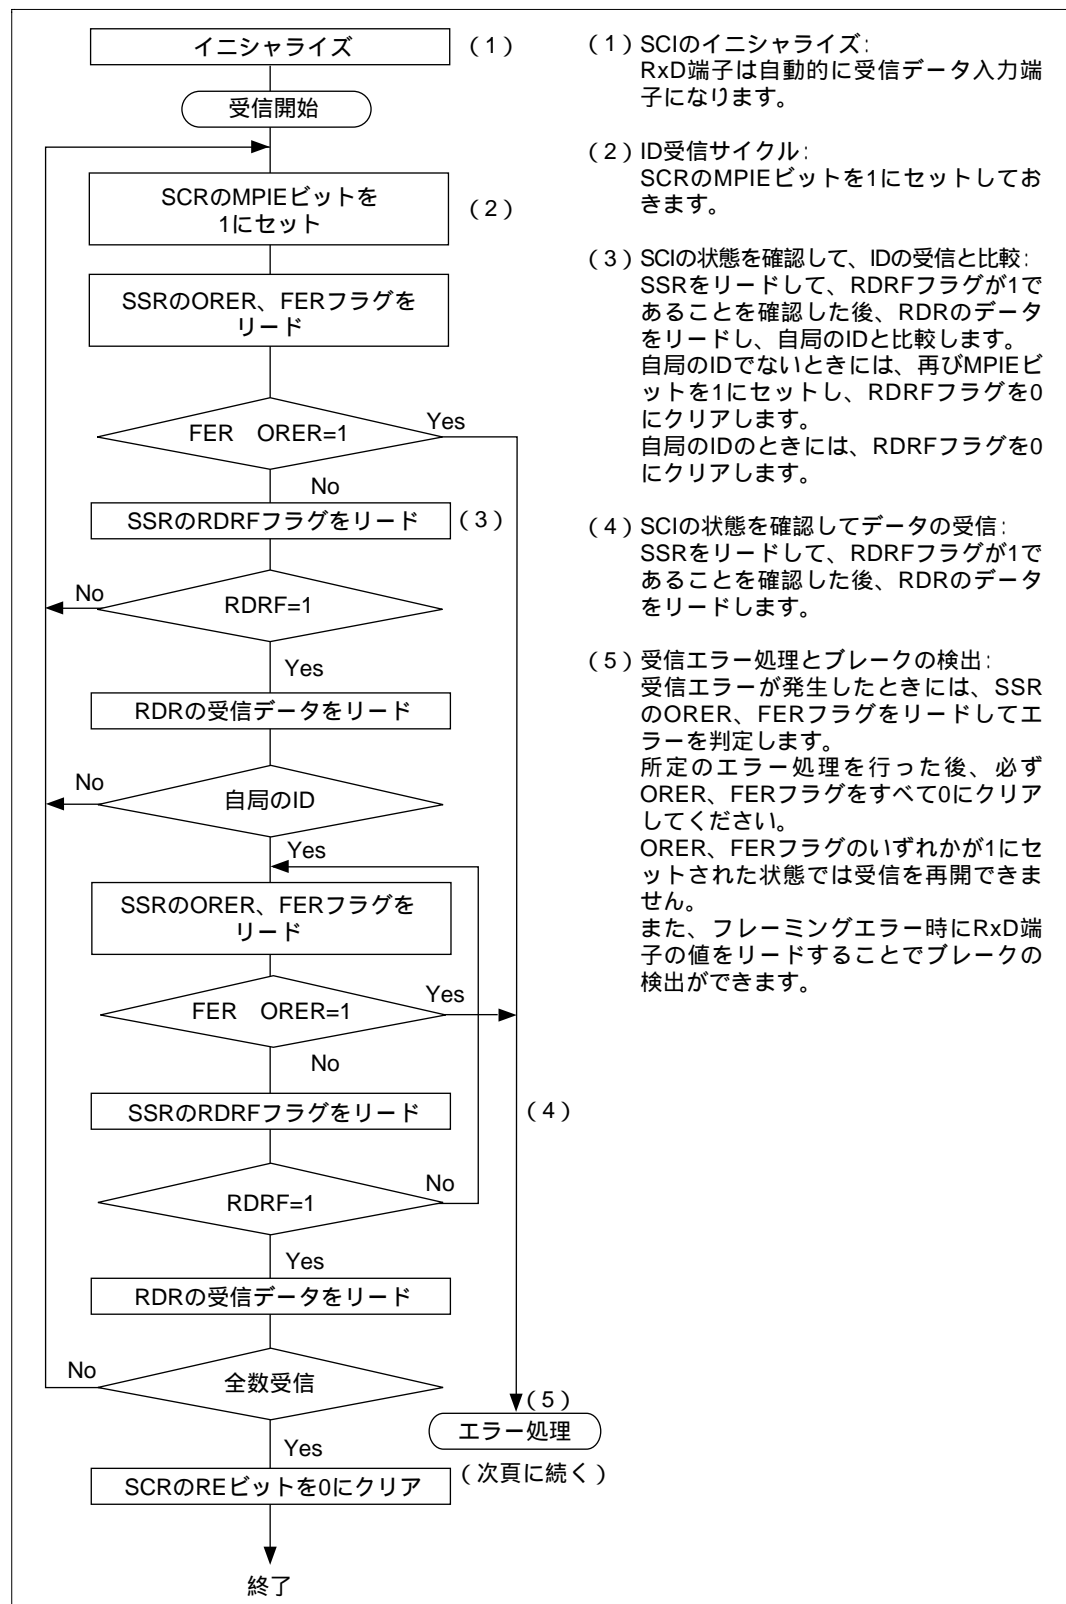 イニシャライズ
(1)
受信開始
SCRのMPIEビットを
1にセット
(2)
SSRのORER、FERフラグを
リード
FER ORER=1
Yes
No
SSRのRDRFフラグをリード
(3)
No
RDRF=1
Yes
RDRの受信データをリード
No
自局のID
Yes
SSRのORER、FERフラグを
リード
FER ORER=1
Yes
No
SSRのRDRFフラグをリード
(4)
RDRF=1
No
Yes
RDRの受信データをリード
No
全数受信
(5)
エラー処理
Yes
(次頁に続く)
SCRのREビットを0にクリア
終了
(1)SCIのイニシャライズ:
RxD端子は自動的に受信データ入力端
子になります。
(2)ID受信サイクル:
SCRのMPIEビットを1にセットしてお
きます。
(3)SCIの状態を確認して、IDの受信と比較:
SSRをリードして、RDRFフラグが1で
あることを確認した後、RDRのデータ
をリードし、自局のIDと比較します。
自局のIDでないときには、再びMPIEビ
ットを1にセットし、RDRFフラグを0
にクリアします。
自局のIDのときには、RDRFフラグを0
にクリアします。
(4)SCIの状態を確認してデータの受信:
SSRをリードして、RDRFフラグが1で
あることを確認した後、RDRのデータ
をリードします。
(5)受信エラー処理とブレークの検出:
受信エラーが発生したときには、SSR
のORER、FERフラグをリードしてエ
ラーを判定します。
所定のエラー処理を行った後、必ず
ORER、FERフラグをすべて0にクリア
してください。
ORER、FERフラグのいずれかが1にセ
ットされた状態では受信を再開できま
せん。
また、フレーミングエラー時にRxD端
子の値をリードすることでブレークの
検出ができます。